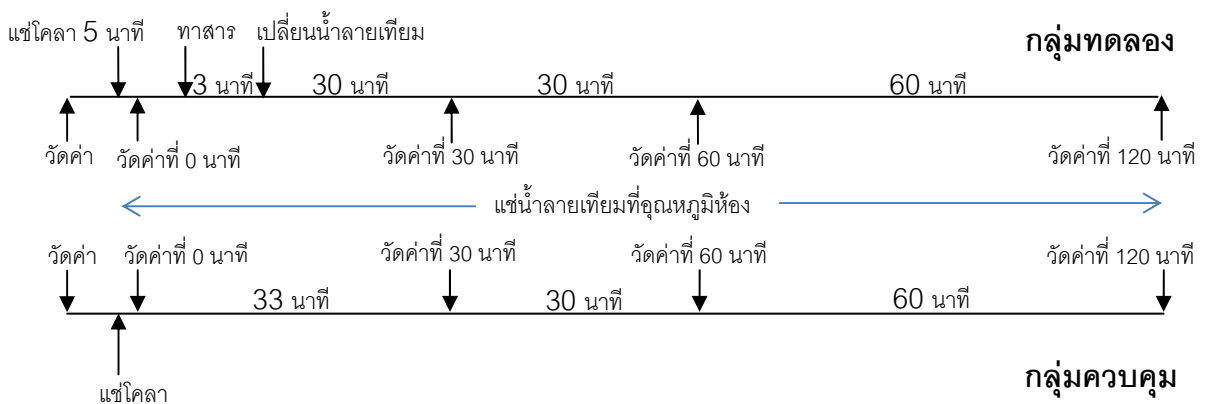 แช่โคลา 5 นาที ทาสาร เปลี่ยนน้ำลายเทียม กลุ่มทดลอง
3 นาที 30 นาที 30 นาที 60 นาที
วัดค่า วัดค่าที่ 0 นาที วัดค่าที่ 30 นาที วัดค่าที่ 60 นาที วัดค่าที่ 120 นาที
แช่น้ำลายเทียมที่อุณหภูมิห้อง
วัดค่า วัดค่าที่ 0 นาที วัดค่าที่ 30 นาที วัดค่าที่ 60 นาที วัดค่าที่ 120 นาที
33 นาที 30 นาที 60 นาที
แช่โคลา กลุ่มควบคุม